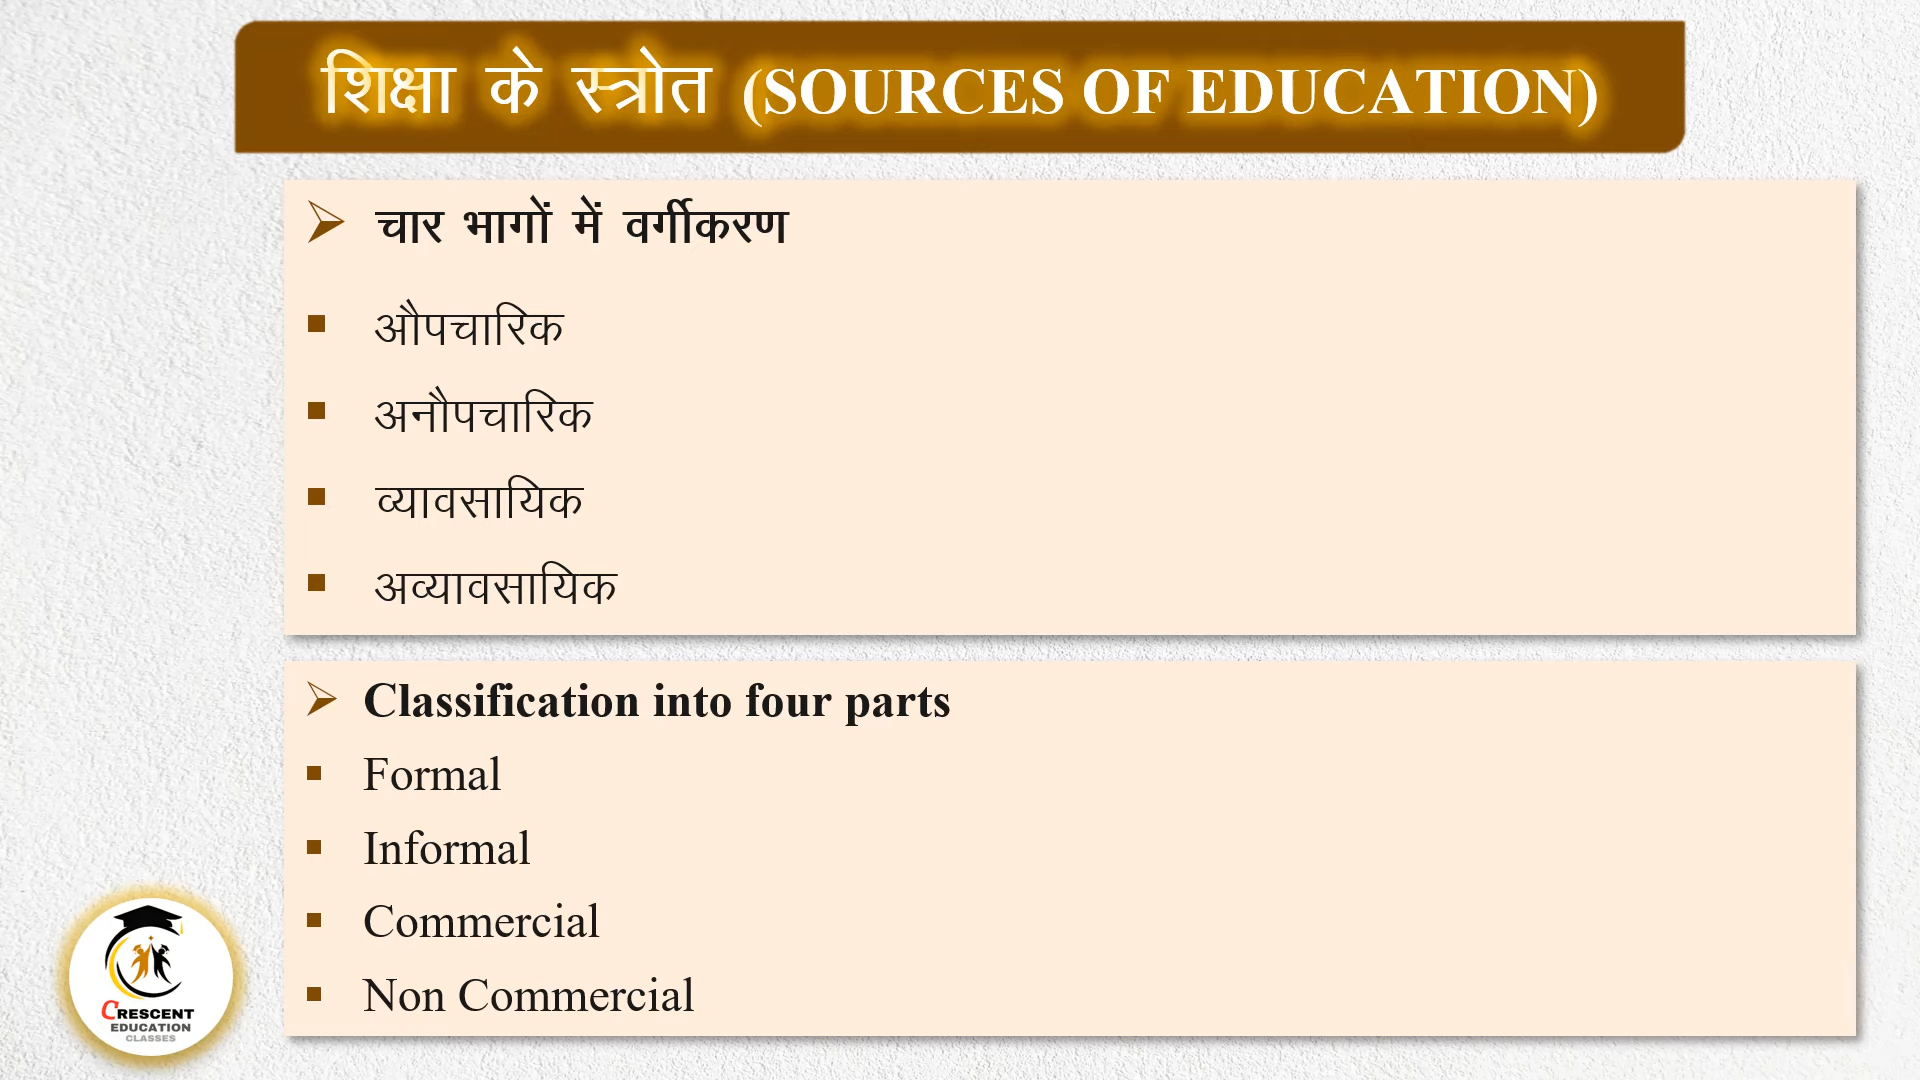 शिक्षा के स्त्रोत (SOURCES OF EDUCATION)
चार भागों में वर्गीकरण
औपचारिक
अनौपचारिक
व्यावसायिक
अव्यावसायिक
Classification into four parts
Formal
Informal
Commercial
Non Commercial
CRESCENT
EDUCATION
CLASSES